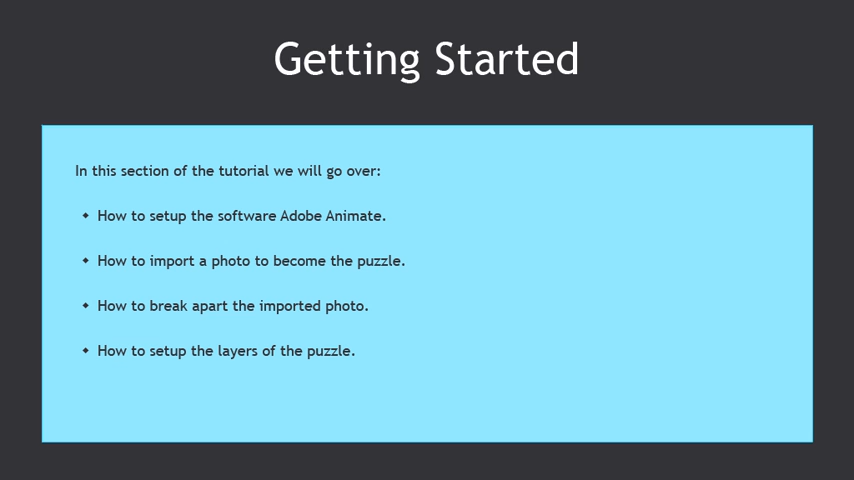 Getting Started
In this section of the tutorial we will go over:
How to setup the software Adobe Animate.
How to import a photo to become the puzzle.
How to break apart the imported photo.
How to setup the layers of the puzzle.